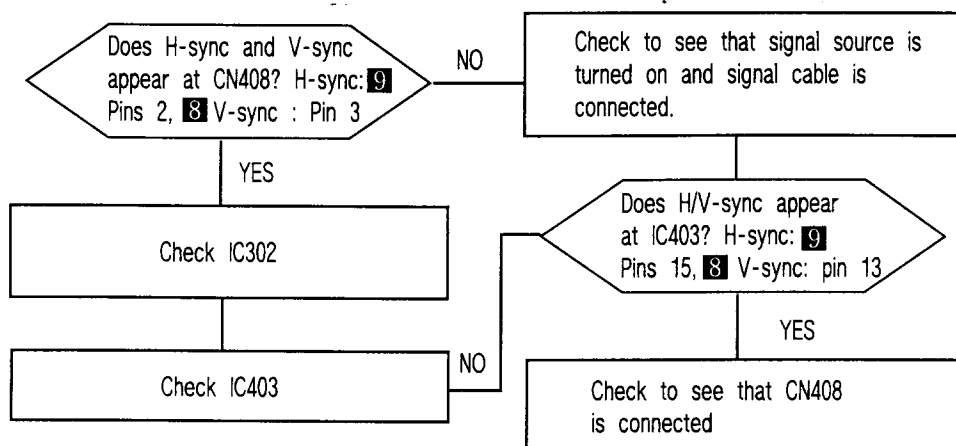 Does H-sync and V-sync
appear at CN408? H-sync: 9
Pins 2, 8 V-sync : Pin 3
NO
Check to see that signal source is
turned on and signal cable is
connected.
YES
Check IC302
Does H/V-sync appear
at IC403? H-sync: 9
Pins 15, 8 V-sync: pin 13
Check IC403
NO
YES
Check to see that CN408
is connected